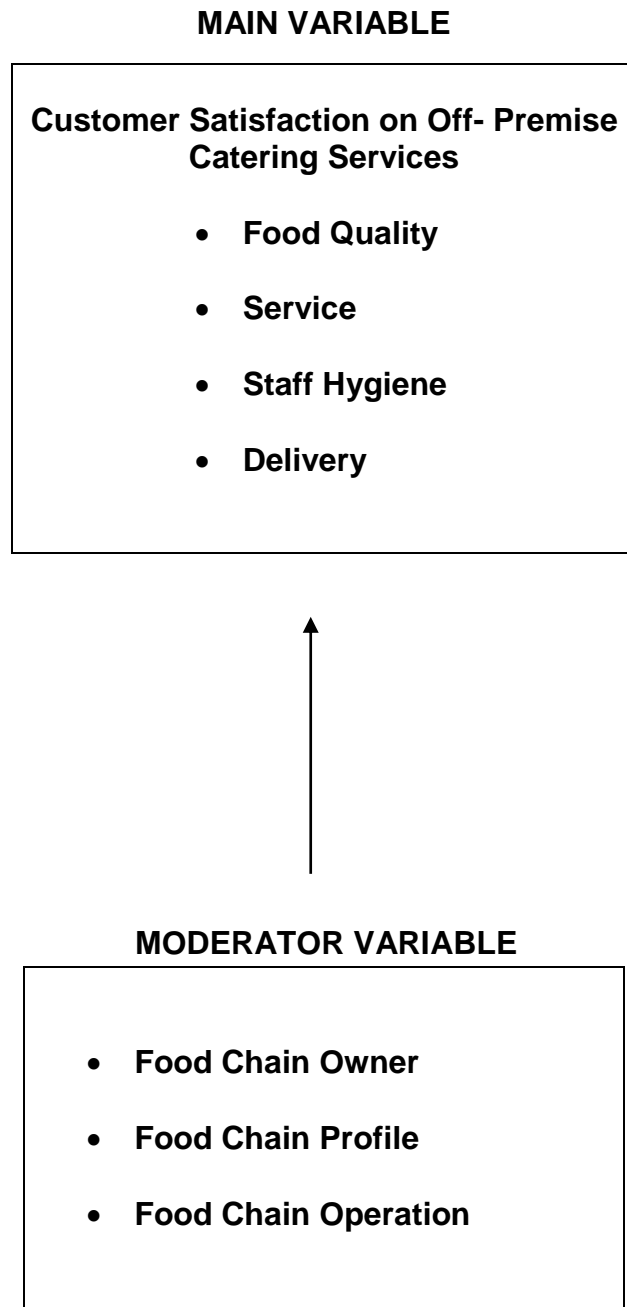 MAIN VARIABLE
Customer Satisfaction on Off- Premise
Catering Services
• Food Quality
• Service
• Staff Hygiene
• Delivery
MODERATOR VARIABLE
• Food Chain Owner
• Food Chain Profile
• Food Chain Operation